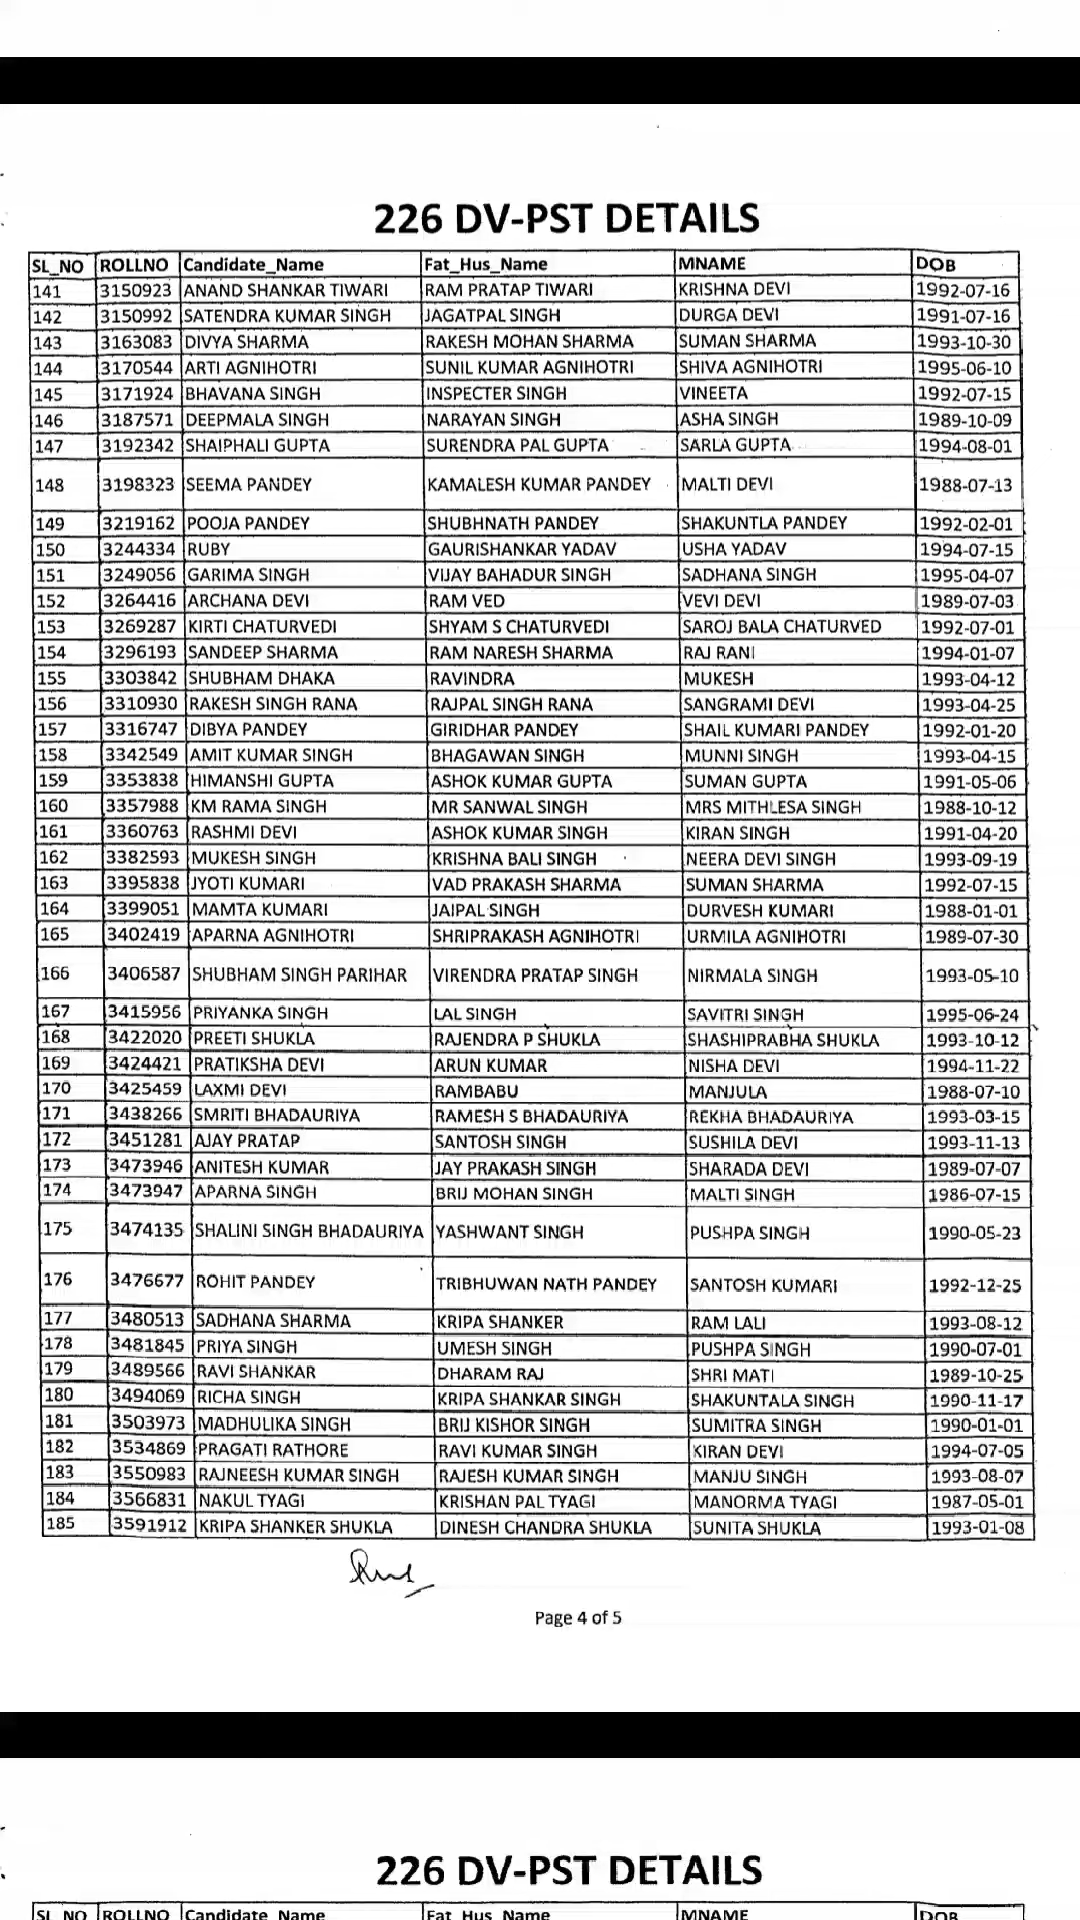 226 DV-PST DETAILS
SL_NO ROLLNO Candidate_Name Fat_Hus_Name MNAME DOB
141 3150923 ANAND SHANKAR TIWARI RAM PRATAP TIWARI KRISHNA DEVI 1992-07-16
142 3150992 SATENDRA KUMAR SINGH JAGATPAL SINGH DURGA DEVI 1991-07-16
143 3163083 DIVYA SHARMA RAKESH MOHAN SHARMA SUMAN SHARMA 1993-10-30
144 3170544 ARTI AGNIHOTRI SUNIL KUMAR AGNIHOTRI SHIVA AGNIHOTRI 1995-06-10
145 3171924 BHAVANA SINGH INSPECTER SINGH VINEETA 1992-07-15
146 3187571 DEEPMALA SINGH NARAYAN SINGH ASHA SINGH 1989-10-09
147 3192342 SHAIPHALI GUPTA SURENDRA PAL GUPTA SARLA GUPTA 1994-08-01
148 3198323 SEEMA PANDEY KAMALESH KUMAR PANDEY MALTI DEVI 1988-07-13
149 3219162 POOJA PANDEY SHUBHNATH PANDEY SHAKUNTLA PANDEY 1992-02-01
150 3244334 RUBY GAURISHANKAR YADAV USHA YADAV 1994-07-15
151 3249056 GARIMA SINGH VIJAY BAHADUR SINGH SADHANA SINGH 1995-04-07
152 3264416 ARCHANA DEVI RAM VED VEVI DEVI 1989-07-03
153 3269287 KIRTI CHATURVEDI SHYAM S CHATURVEDI SAROJ BALA CHATURVED 1992-07-01
154 3296193 SANDEEP SHARMA RAM NARESH SHARMA RAJ RANI 1994-01-07
155 3303842 SHUBHAM DHAKA RAVINDRA MUKESH 1993-04-12
156 3310930 RAKESH SINGH RANA RAJPAL SINGH RANA SANGRAMI DEVI 1993-04-25
157 3316747 DIBYA PANDEY GIRIDHAR PANDEY SHAIL KUMARI PANDEY 1992-01-20
158 3342549 AMIT KUMAR SINGH BHAGAWAN SINGH MUNNI SINGH 1993-04-15
159 3353838 HIMANSHI GUPTA ASHOK KUMAR GUPTA SUMAN GUPTA 1991-05-06
160 3357988 KM RAMA SINGH MR SANWAL SINGH MRS MITHLESA SINGH 1988-10-12
161 3360763 RASHMI DEVI ASHOK KUMAR SINGH KIRAN SINGH 1991-04-20
162 3382593 MUKESH SINGH KRISHNA BALI SINGH NEERA DEVI SINGH 1993-09-19
163 3395838 JYOTI KUMARI VAD PRAKASH SHARMA SUMAN SHARMA 1992-07-15
164 3399051 MAMTA KUMARI JAIPAL SINGH DURVESH KUMARI 1988-01-01
165 3402419 APARNA AGNIHOTRI SHRIPRAKASH AGNIHOTRI URMILA AGNIHOTRI 1989-07-30
166 3406587 SHUBHAM SINGH PARIHAR VIRENDRA PRATAP SINGH NIRMALA SINGH 1993-05-10
167 3415956 PRIYANKA SINGH LAL SINGH SAVITRI SINGH 1995-06-24
168 3422020 PREETI SHUKLA RAJENDRA P SHUKLA SHASHIPRABHA SHUKLA 1993-10-12
169 3424421 PRATIKSHA DEVI ARUN KUMAR NISHA DEVI 1994-11-22
170 3425459 LAXMI DEVI RAMBABU MANJULA 1988-07-10
171 3438266 SMRITI BHADAURIYA RAMESH S BHADAURIYA REKHA BHADAURIYA 1993-03-15
172 3451281 AJAY PRATAP SANTOSH SINGH SUSHILA DEVI 1993-11-13
173 3473946 ANITESH KUMAR JAY PRAKASH SINGH SHARADA DEVI 1989-07-07
174 3473947 APARNA SINGH BRIJ MOHAN SINGH MALTI SINGH 1986-07-15
175 3474135 SHALINI SINGH BHADAURIYA YASHWANT SINGH PUSHPA SINGH 1990-05-23
176 3476677 ROHIT PANDEY TRIBHUWAN NATH PANDEY SANTOSH KUMARI 1992-12-25
177 3480513 SADHANA SHARMA KRIPA SHANKER RAM LALI 1993-08-12
178 3481845 PRIYA SINGH UMESH SINGH PUSHPA SINGH 1990-07-01
179 3489566 RAVI SHANKAR DHARAM RAJ SHRI MATI 1989-10-25
180 3494069 RICHA SINGH KRIPA SHANKAR SINGH SHAKUNTALA SINGH 1990-11-17
181 3503973 MADHULIKA SINGH BRIJ KISHOR SINGH SUMITRA SINGH 1990-01-01
182 3534869 PRAGATI RATHORE RAVI KUMAR SINGH KIRAN DEVI 1994-07-05
183 3550983 RAJNEESH KUMAR SINGH RAJESH KUMAR SINGH MANJU SINGH 1993-08-07
184 3566831 NAKUL TYAGI KRISHAN PAL TYAGI MANORMA TYAGI 1987-05-01
185 3591912 KRIPA SHANKER SHUKLA DINESH CHANDRA SHUKLA SUNITA SHUKLA 1993-01-08
Page 4 of 5
226 DV-PST DETAILS
SL_NO ROLLNO Candidate_Name Fat_Hus_Name MNAME DOB